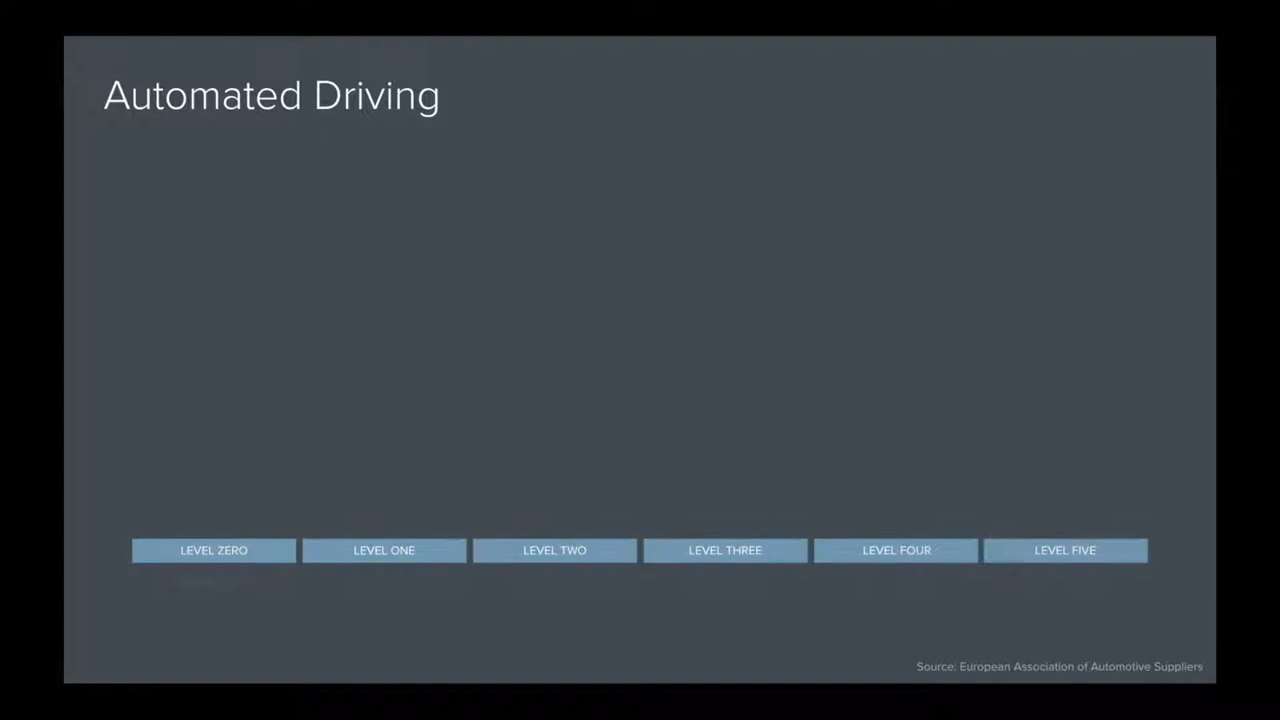 Automated Driving
LEVEL ZERO
LEVEL ONE
LEVEL TWO
LEVEL THREE
LEVEL FOUR
LEVEL FIVE
Source: European Association of Automotive Suppliers